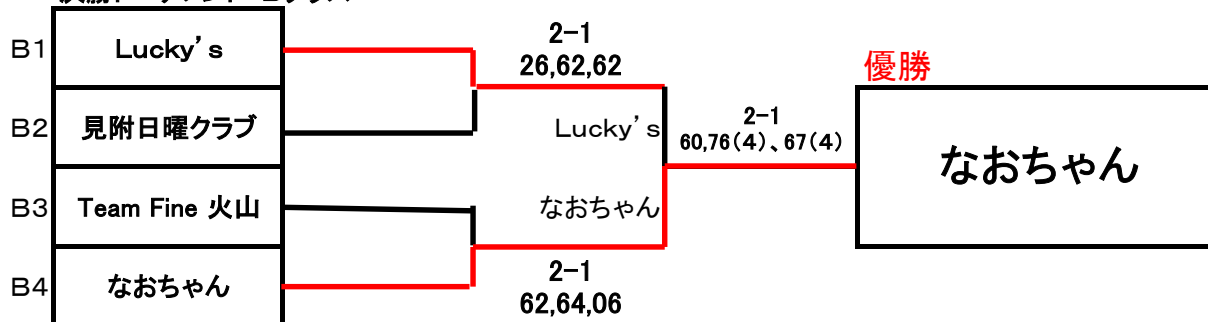 B1 Lucky's
B2 見附日曜クラブ
B3 Team Fine 火山
B4 なおちゃん
2-1
26,62,62
Lucky's
なおちゃん
2-1
62,64,06
2-1
60,76(4)、67(4)
優勝
なおちゃん